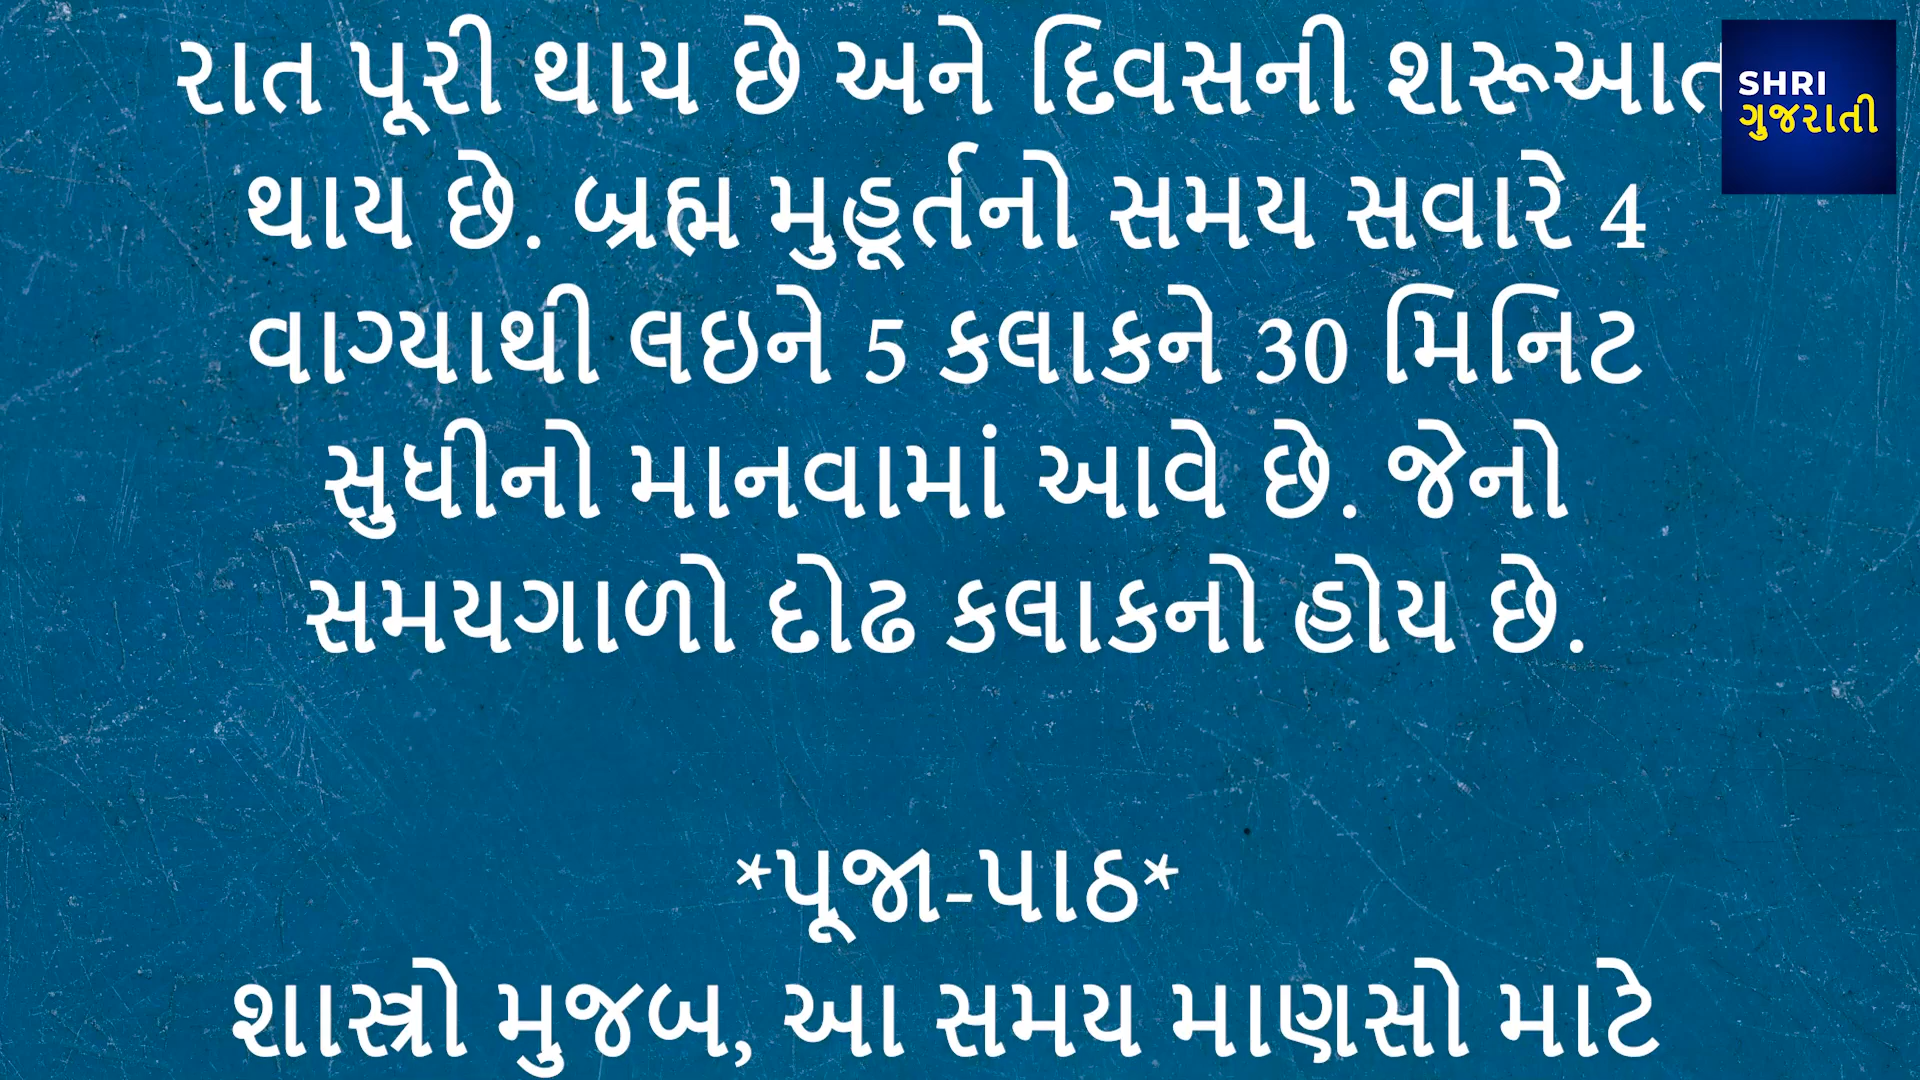 રાત પૂરી થાય છે અને દિવસની શરૂઆત
SHRI
ગુજરાતી
થાય છે. બ્રહ્મ મુહૂર્તનો સમય સવારે 4
વાગ્યાથી લઇને 5 કલાકને 30 મિનિટ
સુધીનો માનવામાં આવે છે. જેનો
સમયગાળો દોઢ કલાકનો હોય છે.
*પૂજા-પાઠ*
શાસ્ત્રો મુજબ, આ સમય માણસો માટે